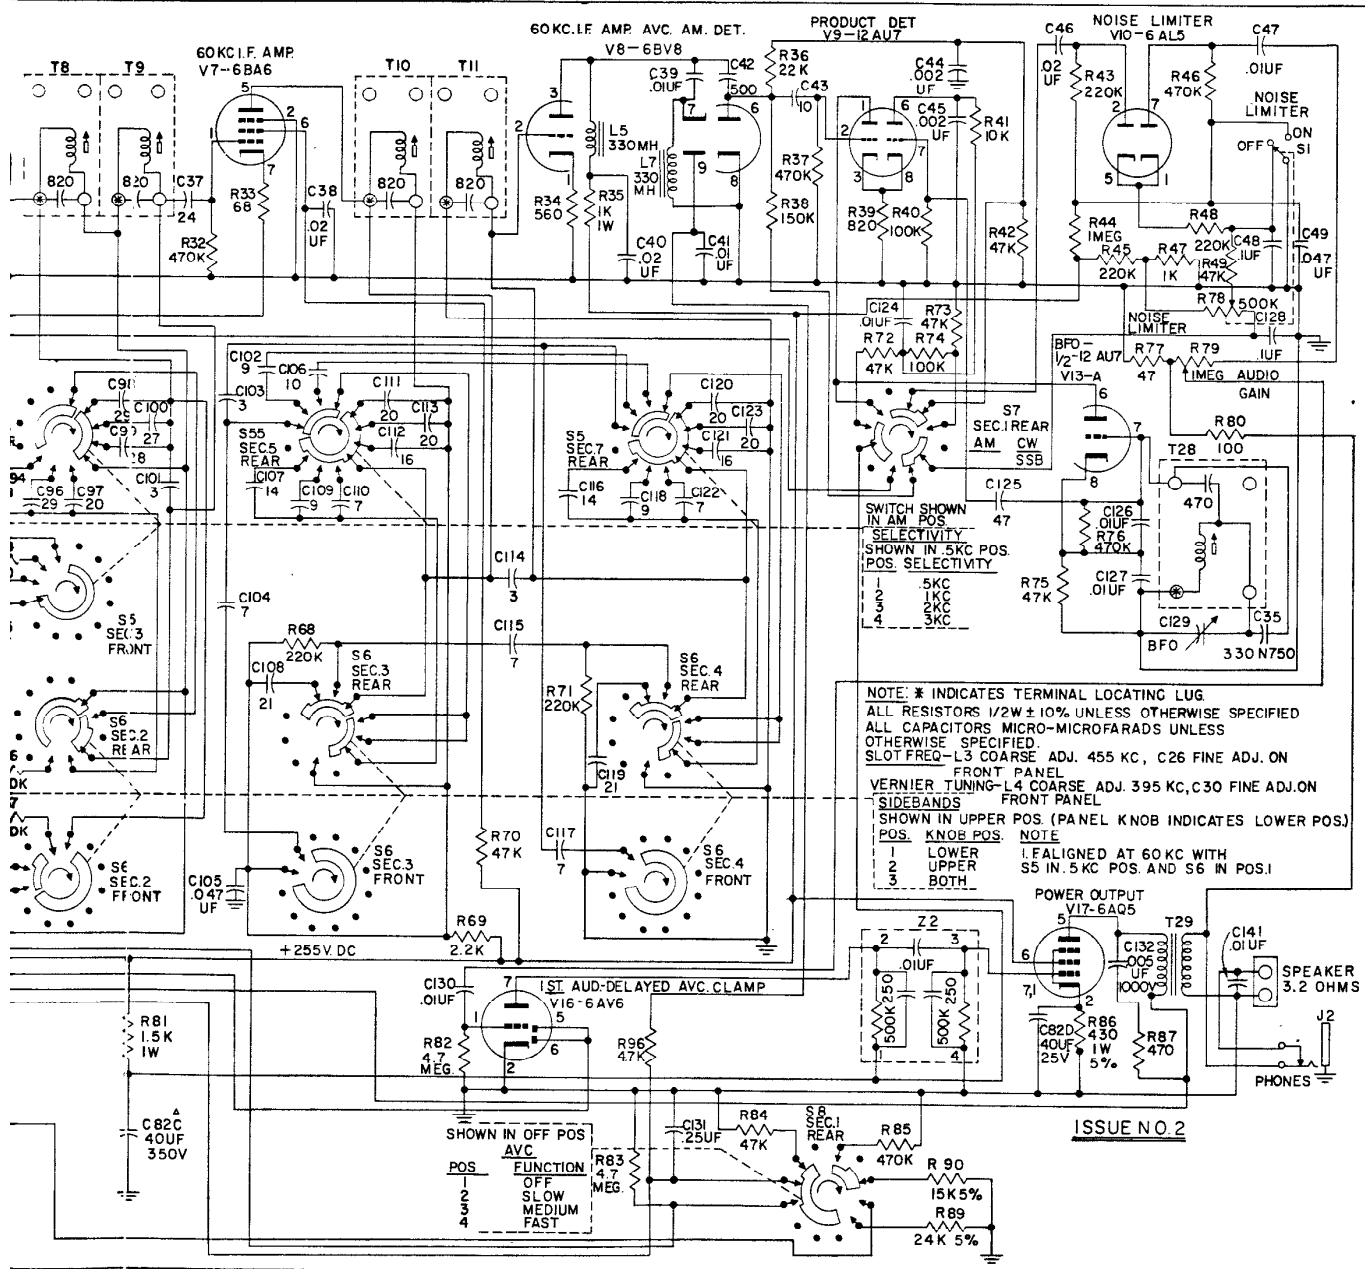 60KC I.F. AMP.
V7-6BA6
60KC.I.F. AMP. AVC. AM. DET.
V8-6BV8
PRODUCT DET
V9-12AU7
NOISE LIMITER
V10-6AL5
T8
T9
T10
T11
820
820
820
820
C37
24
R32
470K
R33
68
C38
.02
UF
L5
330MH
L7
330
MH
R34
560
R35
1K
1W
C39
.01UF
C42
500
C40
.02
UF
C41
.01
UF
R36
22K
C43
10
R37
470K
R38
150K
C44
.002
UF
C45
.002
UF
R41
10K
R39
820
R40
100K
R42
47K
C46
.02
UF
R43
220K
R46
470K
C47
.01UF
NOISE
LIMITER
ON
OFF
S1
R44
1MEG
R45
220K
R47
1K
R48
220K
R49
47K
C48
.1UF
C49
.047
UF
R78
500K
NOISE
LIMITER
C128
.1UF
C124
.01UF
R73
47K
R72
47K
R74
100K
BFO-
1/2-12 AU7
V13-A
R77
47
R79
1MEG AUDIO
GAIN
R80
100
C98
29
C100
27
C99
28
C101
3
C96
29
C97
20
C102
9
C103
3
C106
10
C111
20
C113
20
C112
16
S55
SEC.5
REAR
C107
14
C109
9
C110
7
S5
SEC.7
REAR
C120
20
C123
20
C121
16
C116
14
C118
9
C122
7
S7
SEC.1 REAR
AM CW
SSB
C125
47
T28
470
C126
.01UF
R76
470K
C127
.01UF
R75
47K
C129
BFO
C35
330 N750
SWITCH SHOWN
IN AM POS.
SELECTIVITY
SHOWN IN .5KC POS.
POS. SELECTIVITY
1 .5KC
2 1KC
3 2KC
4 3KC
C114
3
C104
7
C115
7
S5
SEC.3
FRONT
R68
220K
C108
21
S6
SEC.3
REAR
R71
220K
S6
SEC.4
REAR
C119
21
S6
SEC.2
REAR
NOTE: * INDICATES TERMINAL LOCATING LUG
ALL RESISTORS 1/2W ± 10% UNLESS OTHERWISE SPECIFIED
ALL CAPACITORS MICRO-MICROFARADS UNLESS
OTHERWISE SPECIFIED.
SLOT FREQ-L3 COARSE ADJ. 455 KC, C26 FINE ADJ. ON
FRONT PANEL
VERNIER TUNING-L4 COARSE ADJ. 395 KC, C30 FINE ADJ. ON
FRONT PANEL
SIDEBANDS
SHOWN IN UPPER POS. (PANEL KNOB INDICATES LOWER POS.)
POS. KNOB POS. NOTE
1 LOWER I.F. ALIGNED AT 60 KC WITH
2 UPPER S5 IN .5KC POS. AND S6 IN POS.1
3 BOTH
R70
47K
C117
7
S6
SEC.2
FRONT
C105
.047
UF
S6
SEC.3
FRONT
S6
SEC.4
FRONT
+255V. DC
R69
2.2K
POWER OUTPUT
V17-6AQ5
T29
C132
.005
UF
1000V
C141
.01UF
SPEAKER
3.2 OHMS
J2
PHONES
Z2
.01UF
500K
250
500K
250
C130
.01UF
1ST. AUD-DELAYED AVC. CLAMP
V16-6AV6
R81
1.5K
1W
R82
4.7
MEG.
R96
4.7K
C82D
40UF
25V
R86
430
1W
5%
R87
470
C82C
40UF
350V
SHOWN IN OFF POS
AVC
POS FUNCTION
1 OFF
2 SLOW
3 MEDIUM
4 FAST
R83
4.7
MEG.
C131
.25UF
R84
47K
S8
SEC.1
REAR
R85
470K
R 90
15K 5%
R89
24K 5%
ISSUE NO. 2